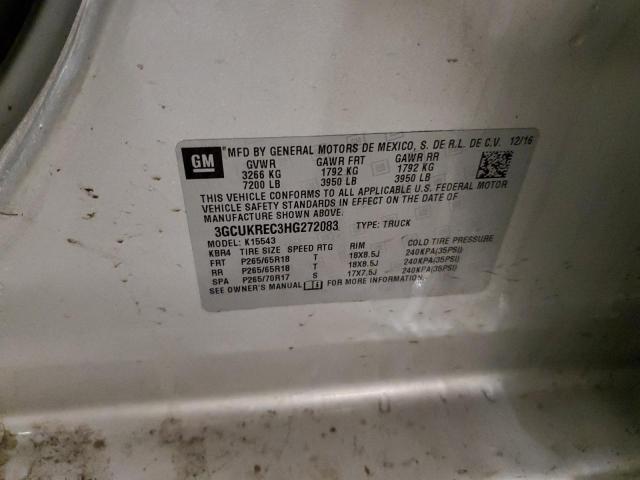 GM
MFD BY GENERAL MOTORS DE MEXICO, S. DE R.L. DE C.V. 12/16
GVWR GAWR FRT GAWR RR
3266 KG 1792 KG 1792 KG
7200 LB 3950 LB 3950 LB
THIS VEHICLE CONFORMS TO ALL APPLICABLE U.S. FEDERAL MOTOR
VEHICLE SAFETY STANDARDS IN EFFECT ON THE DATE OF
MANUFACTURE SHOWN ABOVE.
3GCUKREC3HG272083 TYPE: TRUCK
MODEL: K15543
KBR4 TIRE SIZE SPEED RTG RIM COLD TIRE PRESSURE
FRT P265/65R18 T 18X8.5J 240KPA(35PSI)
RR P265/65R18 T 18X8.5J 240KPA(35PSI)
SPA P265/70R17 S 17X7.5J 240KPA(35PSI)
SEE OWNER'S MANUAL FOR MORE INFORMATION.